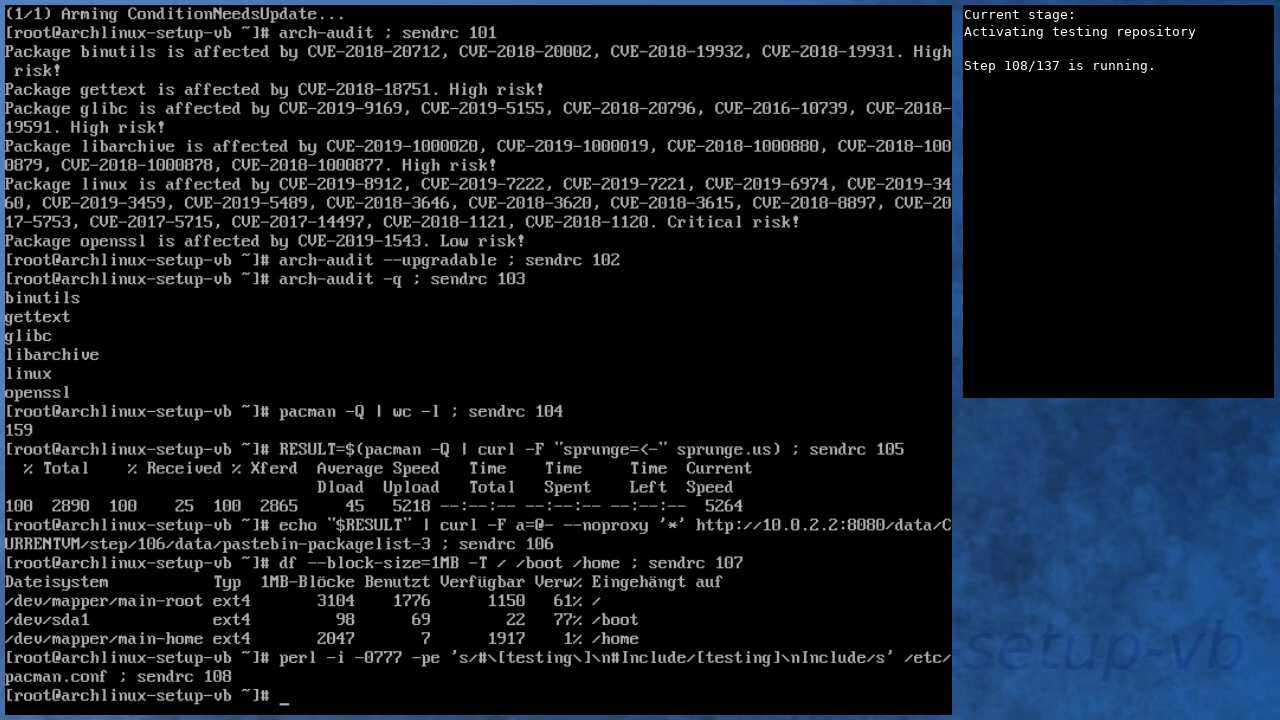 (1/1) Arming ConditionNeedsUpdate...
[root@archlinux-setup-vb ~]# arch-audit ; sendrc 101
Package binutils is affected by CVE-2018-20712, CVE-2018-20002, CVE-2018-19932, CVE-2018-19931. High
 risk!
Package gettext is affected by CVE-2018-18751. High risk!
Package glibc is affected by CVE-2019-9169, CVE-2019-5155, CVE-2018-20796, CVE-2016-10739, CVE-2018-
19591. High risk!
Package libarchive is affected by CVE-2019-1000020, CVE-2019-1000019, CVE-2018-1000880, CVE-2018-100
0879, CVE-2018-1000878, CVE-2018-1000877. High risk!
Package linux is affected by CVE-2019-8912, CVE-2019-7222, CVE-2019-7221, CVE-2019-6974, CVE-2019-34
60, CVE-2019-3459, CVE-2019-5489, CVE-2018-3646, CVE-2018-3620, CVE-2018-3615, CVE-2018-8897, CVE-20
17-5753, CVE-2017-5715, CVE-2017-14497, CVE-2018-1121, CVE-2018-1120. Critical risk!
Package openssl is affected by CVE-2019-1543. Low risk!
[root@archlinux-setup-vb ~]# arch-audit --upgradable ; sendrc 102
[root@archlinux-setup-vb ~]# arch-audit -q ; sendrc 103
binutils
gettext
glibc
libarchive
linux
openssl
[root@archlinux-setup-vb ~]# pacman -Q | wc -l ; sendrc 104
159
[root@archlinux-setup-vb ~]# RESULT=$(pacman -Q | curl -F "sprunge=<-" sprunge.us) ; sendrc 105
  % Total    % Received % Xferd  Average Speed   Time    Time     Time  Current
                                 Dload  Upload   Total   Spent    Left  Speed
100  2890  100    25  100  2865     45   5218 --:--:-- --:--:-- --:--:--  5264
[root@archlinux-setup-vb ~]# echo "$RESULT" | curl -F a=@- --noproxy '*' http://10.0.2.2:8080/data/C
URRENTVM/step/106/data/pastebin-packagelist-3 ; sendrc 106
[root@archlinux-setup-vb ~]# df --block-size=1MB -T / /boot /home ; sendrc 107
Dateisystem           Typ  1MB-Blöcke Benutzt Verfügbar Verw% Eingehängt auf
/dev/mapper/main-root ext4       3104    1776      1150   61% /
/dev/sda1             ext4         98      69        22   77% /boot
/dev/mapper/main-home ext4       2047       7      1917    1% /home
[root@archlinux-setup-vb ~]# perl -i -0777 -pe 's/#\[testing\]\n#Include/[testing]\nInclude/s' /etc/
pacman.conf ; sendrc 108
[root@archlinux-setup-vb ~]# _
Current stage:
Activating testing repository
Step 108/137 is running.
setup-vb